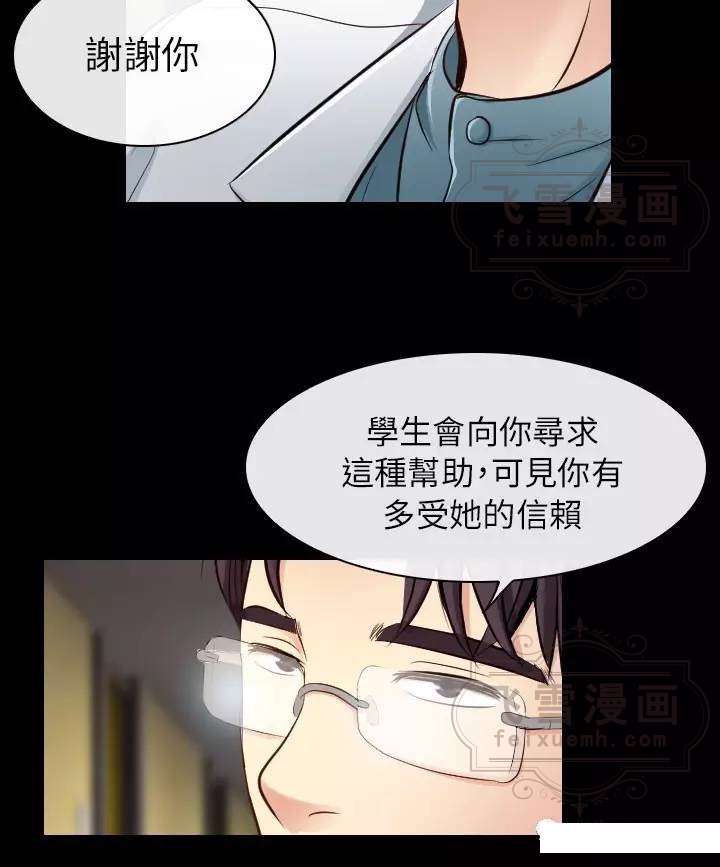 謝謝你
飞雪漫画
feixuemh.com
學生會向你尋求
這種幫助，可見你有
多受她的信賴
飞雪漫画
feixuemh.com